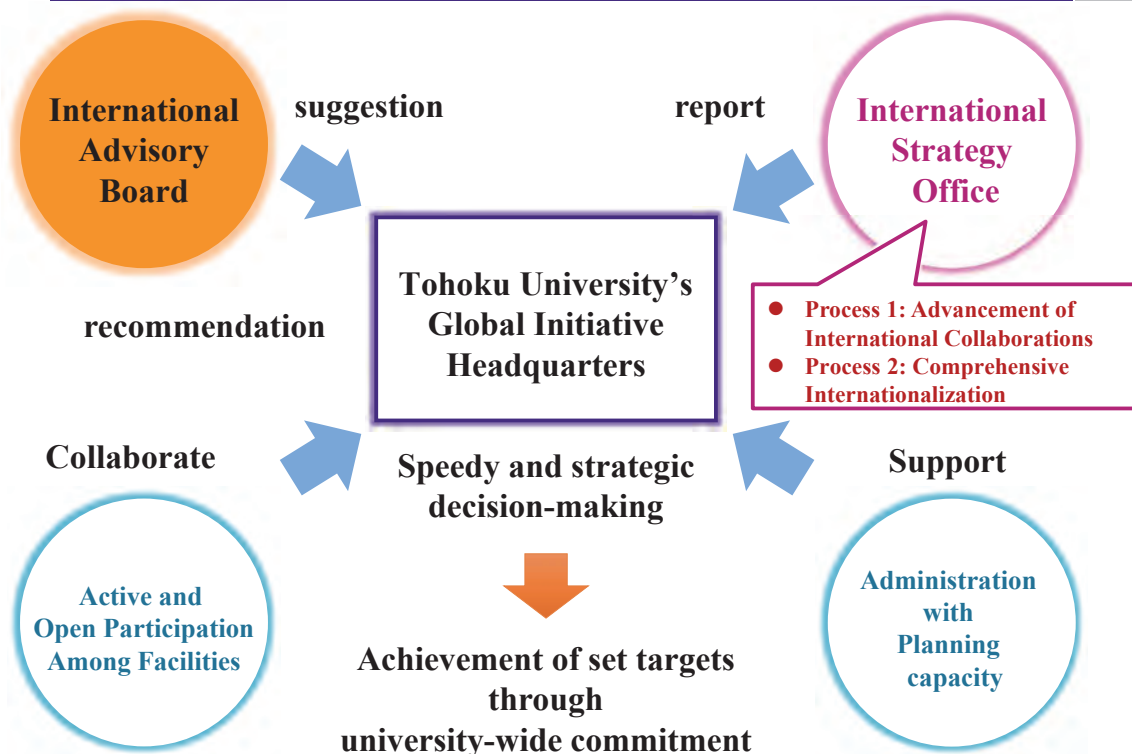 International
Advisory
Board
suggestion
report
International
Strategy
Office
recommendation
Tohoku University’s
Global Initiative
Headquarters
● Process 1: Advancement of
International Collaborations
● Process 2: Comprehensive
Internationalization
Collaborate
Speedy and strategic
decision-making
Support
Active and
Open Participation
Among Facilities
Administration
with
Planning
capacity
Achievement of set targets
through
university-wide commitment